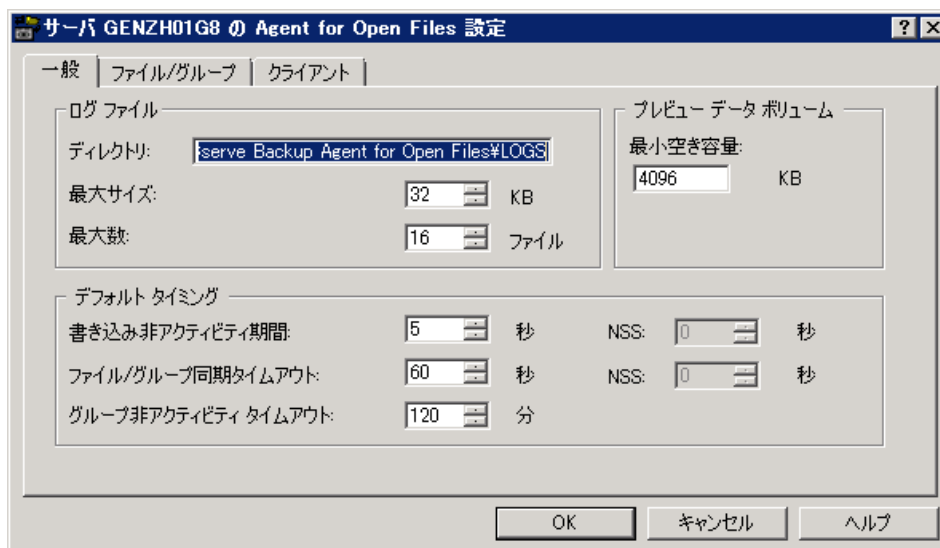 サーバ GENZH01G8 の Agent for Open Files 設定
一般 ファイル/グループ クライアント
ログ ファイル
ディレクトリ: serve Backup Agent for Open Files¥LOGS
最大サイズ: 32 KB
最大数: 16 ファイル
プレビュー データ ボリューム
最小空き容量:
4096 KB
デフォルト タイミング
書き込み非アクティビティ期間: 5 秒 NSS: 0 秒
ファイル/グループ同期タイムアウト: 60 秒 NSS: 0 秒
グループ非アクティビティ タイムアウト: 120 分
OK キャンセル ヘルプ